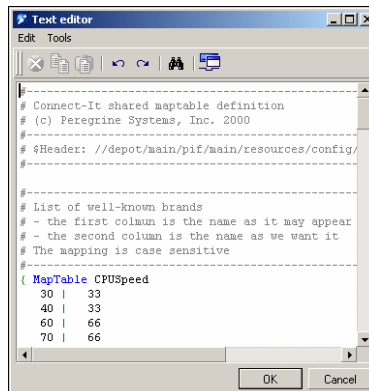 Text editor
Edit Tools
#--------------------------------------------
# Connect-It shared maptable definition
# (c) Peregrine Systems, Inc. 2000
#--------------------------------------------
# $Header: //depot/main/pif/main/resources/config/
#--------------------------------------------
#--------------------------------------------
# List of well-known brands
# - the first colmun is the name as it may appear
# - the second column is the name as we want it
# The mapping is case sensitive
#--------------------------------------------
{ MapTable CPUSpeed
30 | 33
40 | 33
60 | 66
70 | 66
OK Cancel